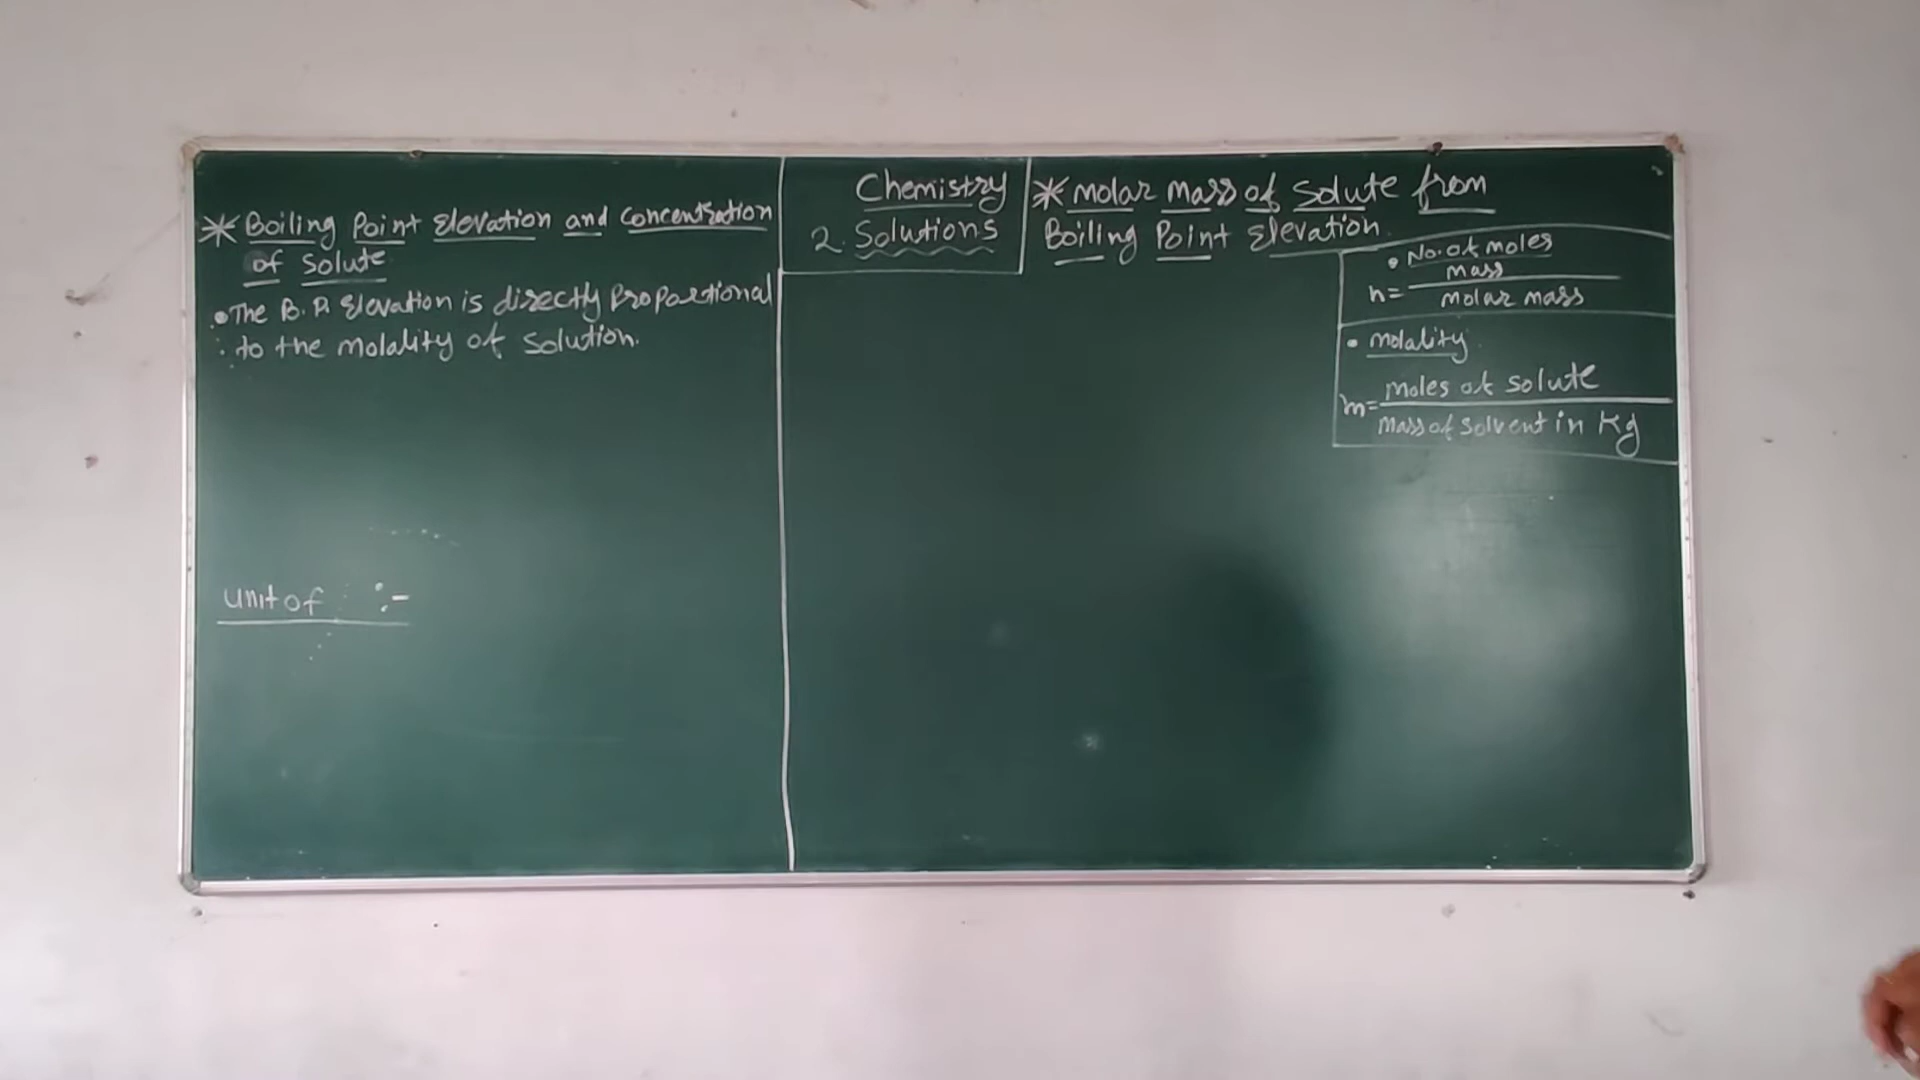 * Boiling Point Elevation and Concentration
of Solute
• The B.P. Elevation is directly proportional
to the molality of solution.
Unit of :-
Chemistry
2. Solutions
* Molar Mass of Solute from
Boiling Point Elevation.
• No. of moles
n = mass / molar mass
• molality
m = moles of solute / mass of solvent in Kg